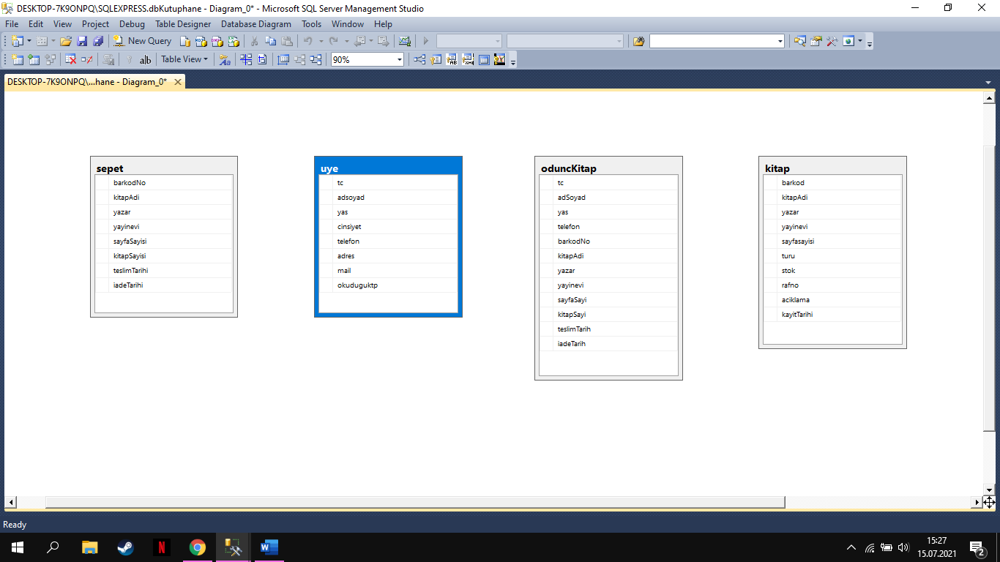 DESKTOP-7K9ONPQ\SQLEXPRESS.dbKutuphane - Diagram_0* - Microsoft SQL Server Management Studio
File Edit View Project Debug Table Designer Database Diagram Tools Window Help
New Query
ab| Table View 90%
DESKTOP-7K9ONPQ\...hane - Diagram_0*
sepet
barkodNo
kitapAdi
yazar
yayinevi
sayfaSayisi
kitapSayisi
teslimTarihi
iadeTarihi
uye
tc
adsoyad
yas
cinsiyet
telefon
adres
mail
okuduguktp
oduncKitap
tc
adSoyad
yas
telefon
barkodNo
kitapAdi
yazar
yayinevi
sayfaSayi
kitapSayi
teslimTarih
iadeTarih
kitap
barkod
kitapAdi
yazar
yayinevi
sayfasayisi
turu
stok
rafno
aciklama
kayitTarihi
Ready
15:27
15.07.2021
2